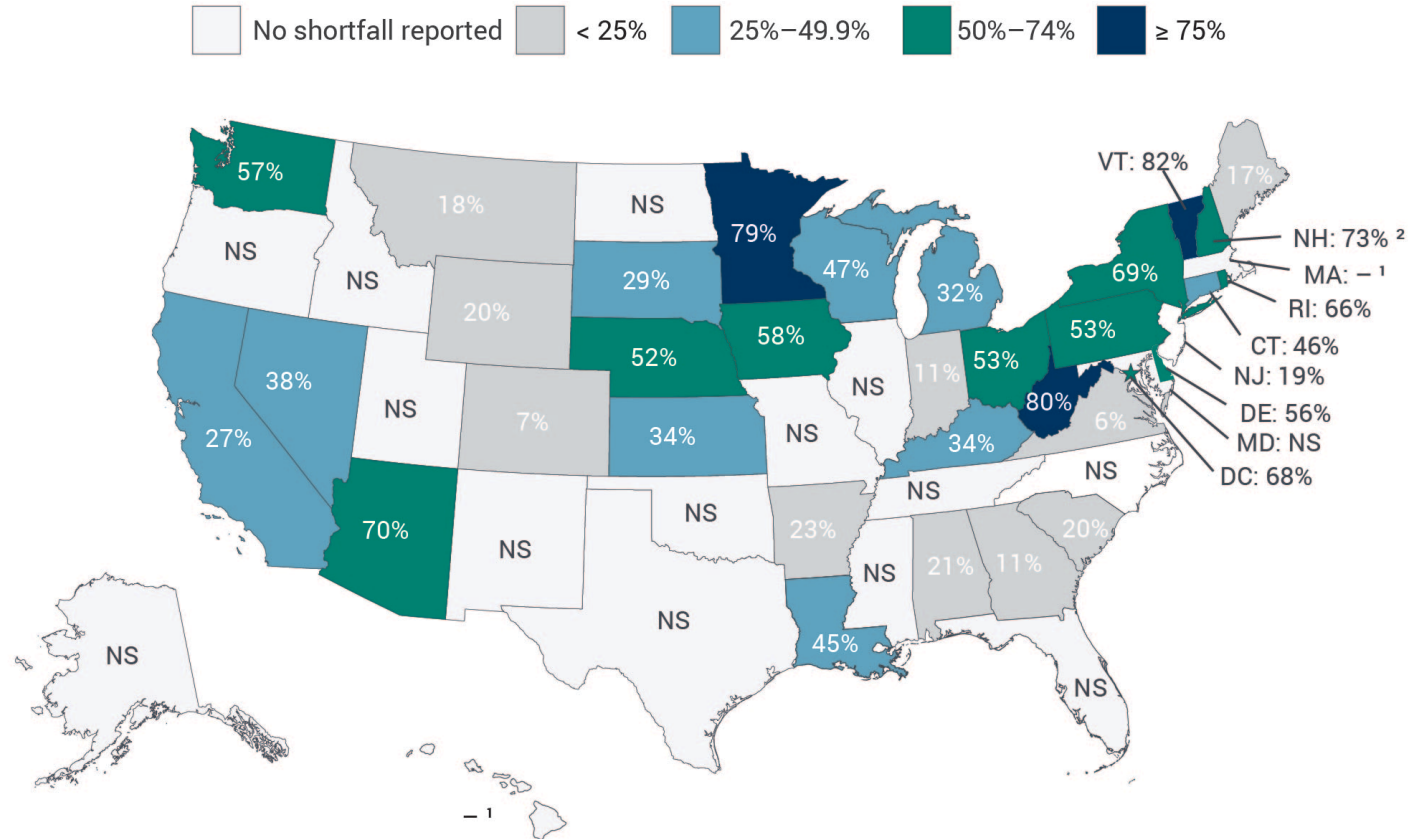 No shortfall reported < 25% 25%–49.9% 50%–74% ≥ 75%
VT: 82%
57%
17%
18%
NS
79%
NH: 73% ²
NS
47%
69%
MA: – ¹
NS
29%
32%
RI: 66%
20%
58%
53%
CT: 46%
52%
53%
NJ: 19%
38%
11%
DE: 56%
NS
NS
80%
MD: NS
27%
7%
34%
NS
34%
6%
DC: 68%
NS
NS
70%
NS
NS
23%
20%
NS
21%
11%
NS
NS
45%
NS
NS
– ¹